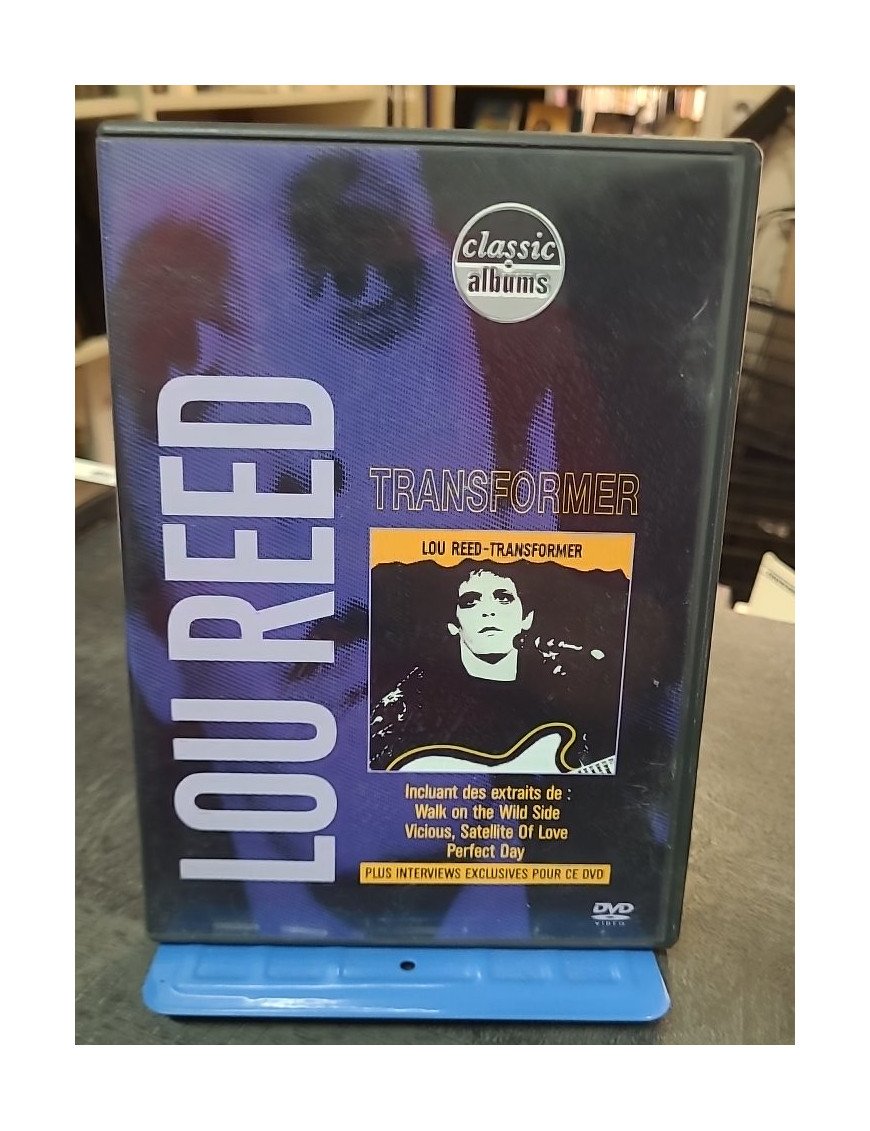 classic
albums
LOU REED
TRANSFORMER
LOU REED-TRANSFORMER
Incluant des extraits de :
Walk on the Wild Side
Vicious, Satellite Of Love
Perfect Day
PLUS INTERVIEWS EXCLUSIVES POUR CE DVD
DVD
VIDEO